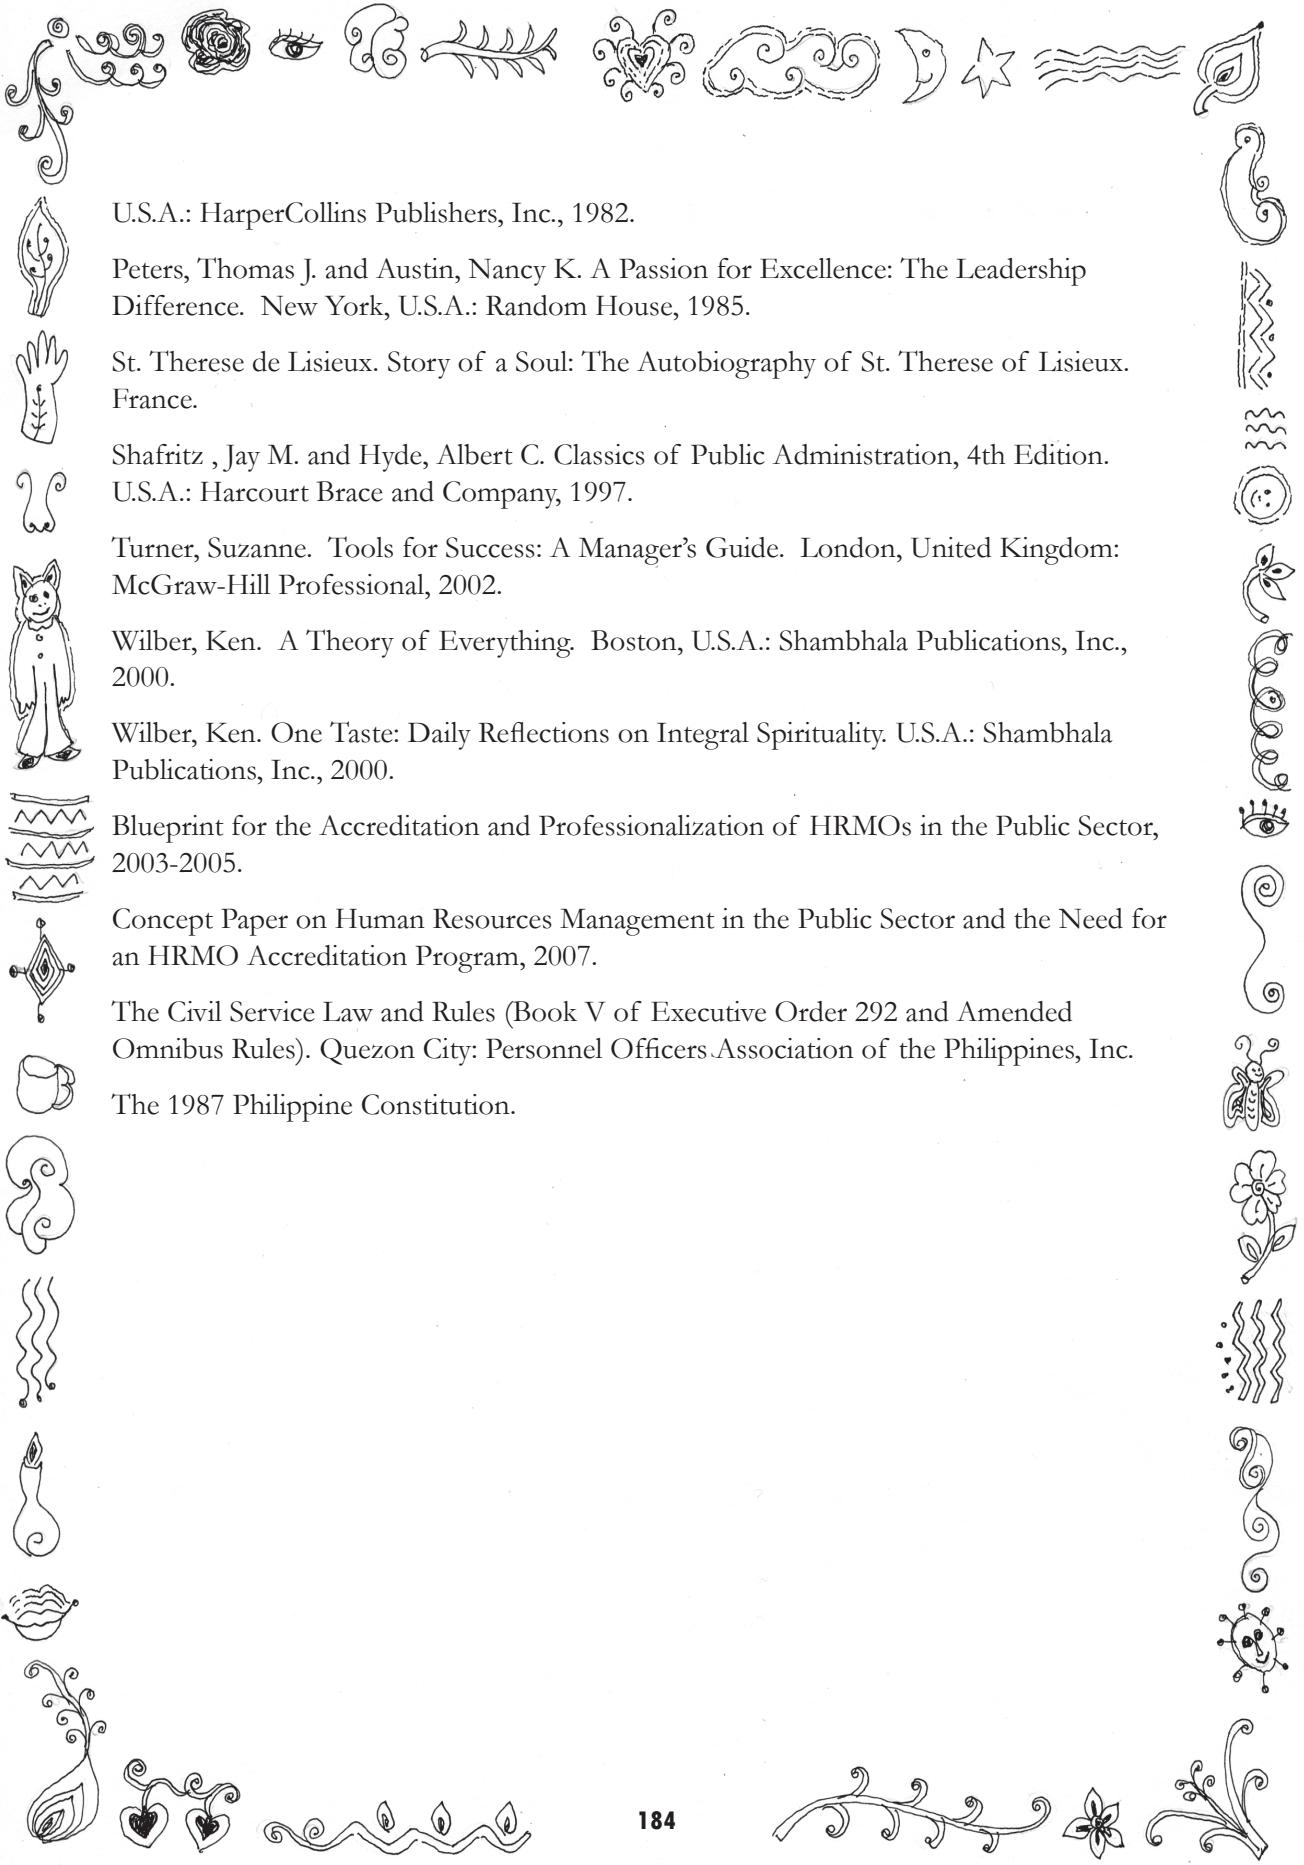 U.S.A.: HarperCollins Publishers, Inc., 1982.
Peters, Thomas J. and Austin, Nancy K. A Passion for Excellence: The Leadership
Difference.  New York, U.S.A.: Random House, 1985.
St. Therese de Lisieux. Story of a Soul: The Autobiography of St. Therese of Lisieux.
France.
Shafritz , Jay M. and Hyde, Albert C. Classics of Public Administration, 4th Edition.
U.S.A.: Harcourt Brace and Company, 1997.
Turner, Suzanne.  Tools for Success: A Manager’s Guide.  London, United Kingdom:
McGraw-Hill Professional, 2002.
Wilber, Ken.  A Theory of Everything.  Boston, U.S.A.: Shambhala Publications, Inc.,
2000.
Wilber, Ken. One Taste: Daily Reflections on Integral Spirituality. U.S.A.: Shambhala
Publications, Inc., 2000.
Blueprint for the Accreditation and Professionalization of HRMOs in the Public Sector,
2003-2005.
Concept Paper on Human Resources Management in the Public Sector and the Need for
an HRMO Accreditation Program, 2007.
The Civil Service Law and Rules (Book V of Executive Order 292 and Amended
Omnibus Rules). Quezon City: Personnel Officers Association of the Philippines, Inc.
The 1987 Philippine Constitution.
184